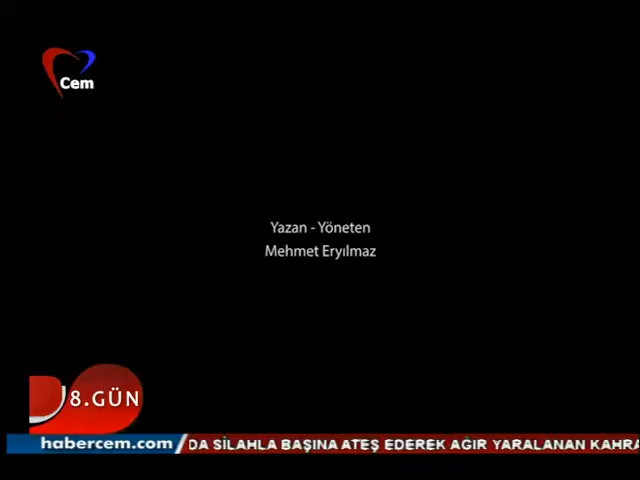 Cem
Yazan - Yöneten
Mehmet Eryılmaz
8.GÜN
habercem.com
DA SİLAHLA BAŞINA ATEŞ EDEREK AĞIR YARALANAN KAHRA